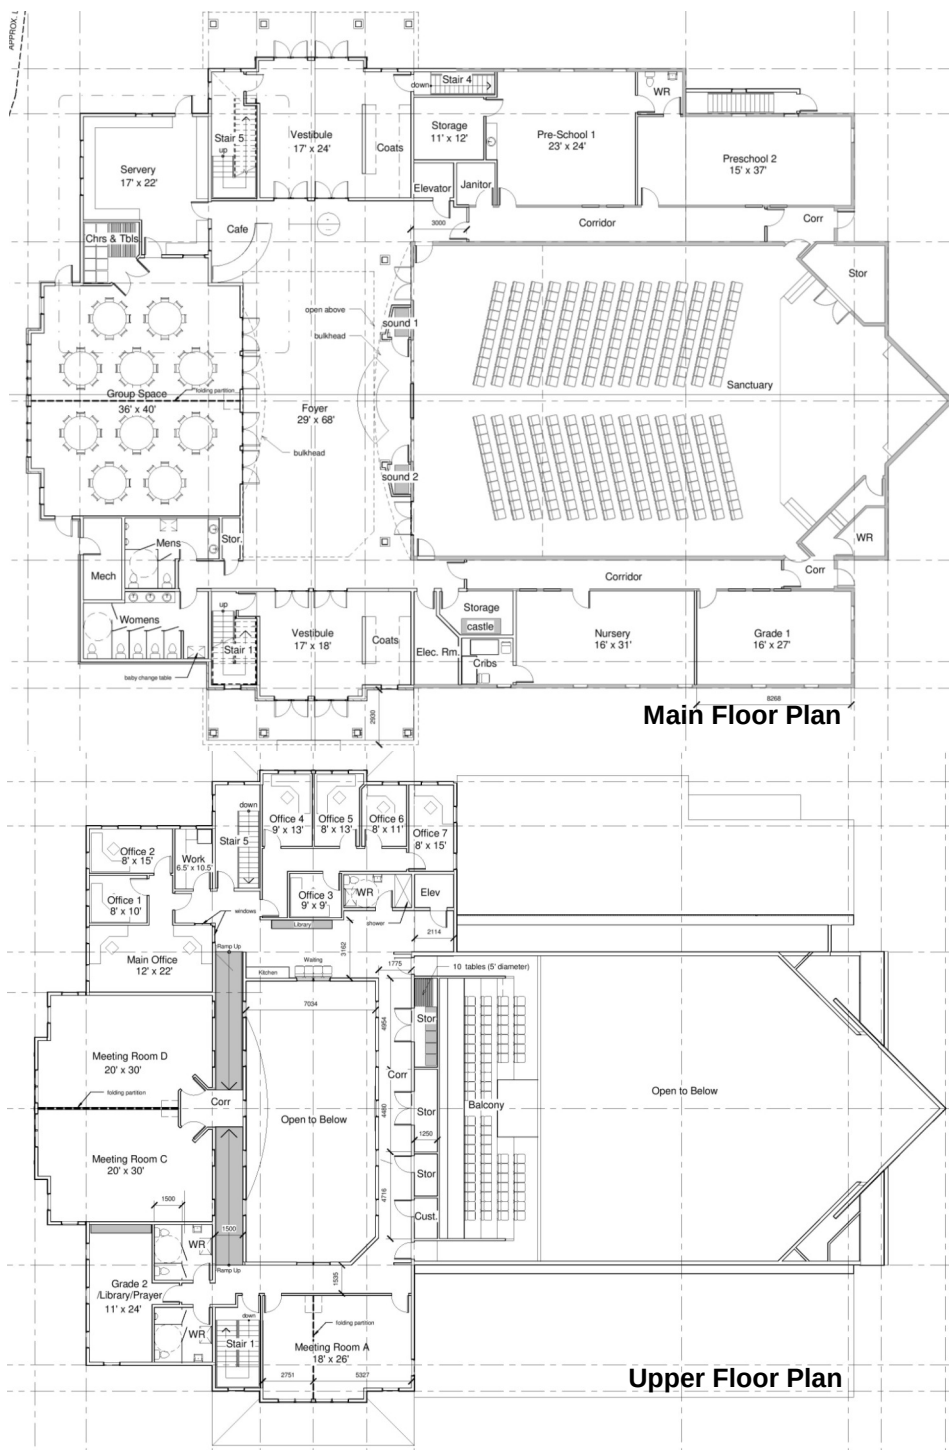 APPROX. L
down
Stair 4
WR
Storage
11' x 12'
Pre-School 1
23' x 24'
Preschool 2
15' x 37'
Stair 5
up
Vestibule
17' x 24'
Coats
Servery
17' x 22'
Elevator
Janitor
3000
Corridor
Corr
Cafe
Chrs & Tbls
Stor
open above
sound 1
bulkhead
Sanctuary
Group Space
folding partition
36' x 40'
Foyer
29' x 68'
bulkhead
sound 2
Mens
Stor.
WR
Mech
Corridor
Corr
Womens
up
Vestibule
17' x 18'
Stair 1
Coats
Storage
castle
Elec. Rm.
Cribs
Nursery
16' x 31'
Grade 1
16' x 27'
baby change table
8268
2930
Main Floor Plan
down
Office 4
9' x 13'
Office 5
8' x 13'
Office 6
8' x 11'
Office 7
8' x 15'
Stair 5
Office 2
8' x 15'
Work
6.5' x 10.5'
Office 1
8' x 10'
Office 3
9' x 9'
WR
Elev
windows
Library
shower
2114
Ramp Up
3162
Main Office
12' x 22'
Waiting
Kitchen
1775
10 tables (5' diameter)
7034
4954
Stor
Meeting Room D
20' x 30'
folding partition
Corr
Corr
Open to Below
4480
Stor
Balcony
Open to Below
1250
Meeting Room C
20' x 30'
Stor
1500
4716
Cust.
1500
WR
Ramp Up
1535
Grade 2
/Library/Prayer
11' x 24'
WR
down
Stair 1
folding partition
Meeting Room A
18' x 26'
2751
5327
Upper Floor Plan